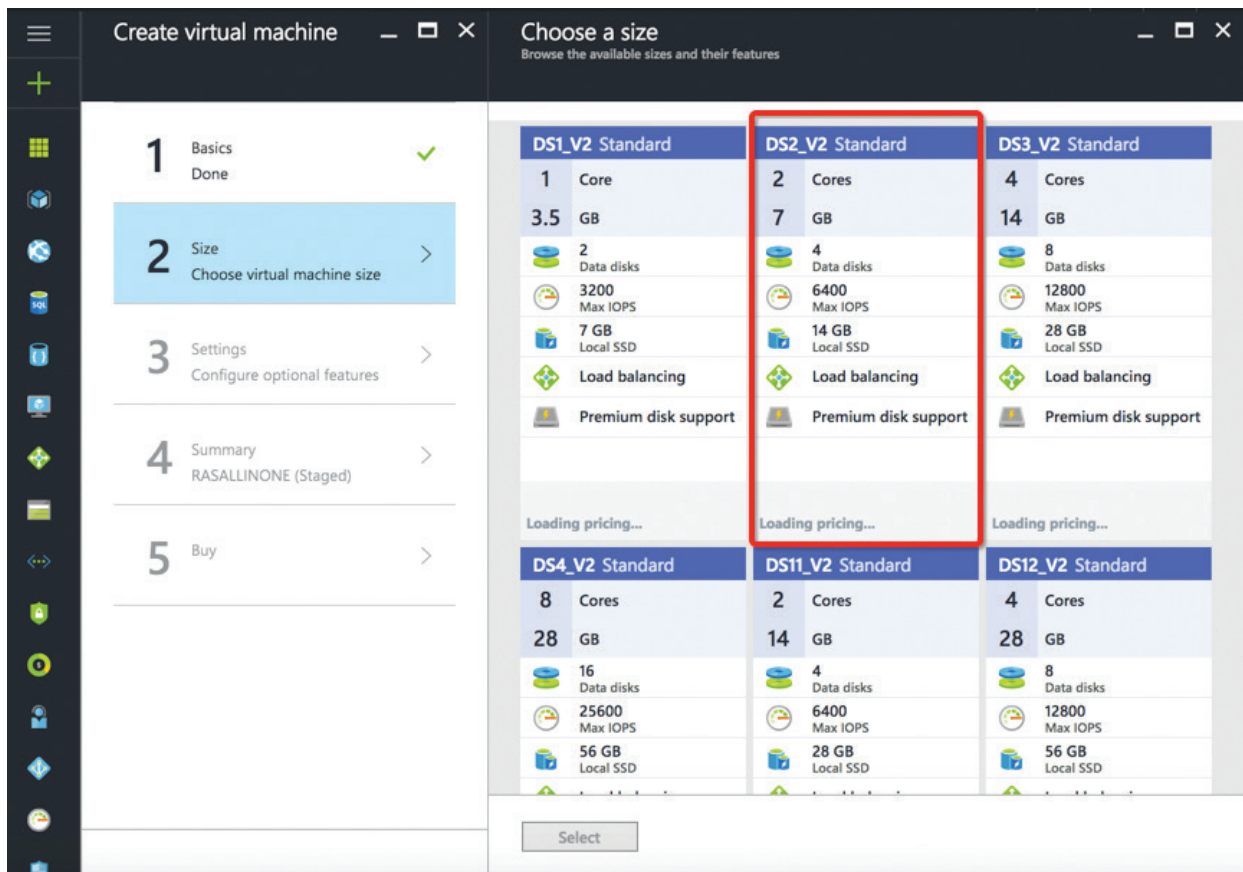 Create virtual machine
Choose a size
Browse the available sizes and their features
1
Basics
Done
2
Size
Choose virtual machine size
3
Settings
Configure optional features
4
Summary
RASALLINONE (Staged)
5
Buy
DS1_V2 Standard
1 Core
3.5 GB
2
Data disks
3200
Max IOPS
7 GB
Local SSD
Load balancing
Premium disk support
Loading pricing...
DS2_V2 Standard
2 Cores
7 GB
4
Data disks
6400
Max IOPS
14 GB
Local SSD
Load balancing
Premium disk support
Loading pricing...
DS3_V2 Standard
4 Cores
14 GB
8
Data disks
12800
Max IOPS
28 GB
Local SSD
Load balancing
Premium disk support
Loading pricing...
DS4_V2 Standard
8 Cores
28 GB
16
Data disks
25600
Max IOPS
56 GB
Local SSD
DS11_V2 Standard
2 Cores
14 GB
4
Data disks
6400
Max IOPS
28 GB
Local SSD
DS12_V2 Standard
4 Cores
28 GB
8
Data disks
12800
Max IOPS
56 GB
Local SSD
Select
SQL